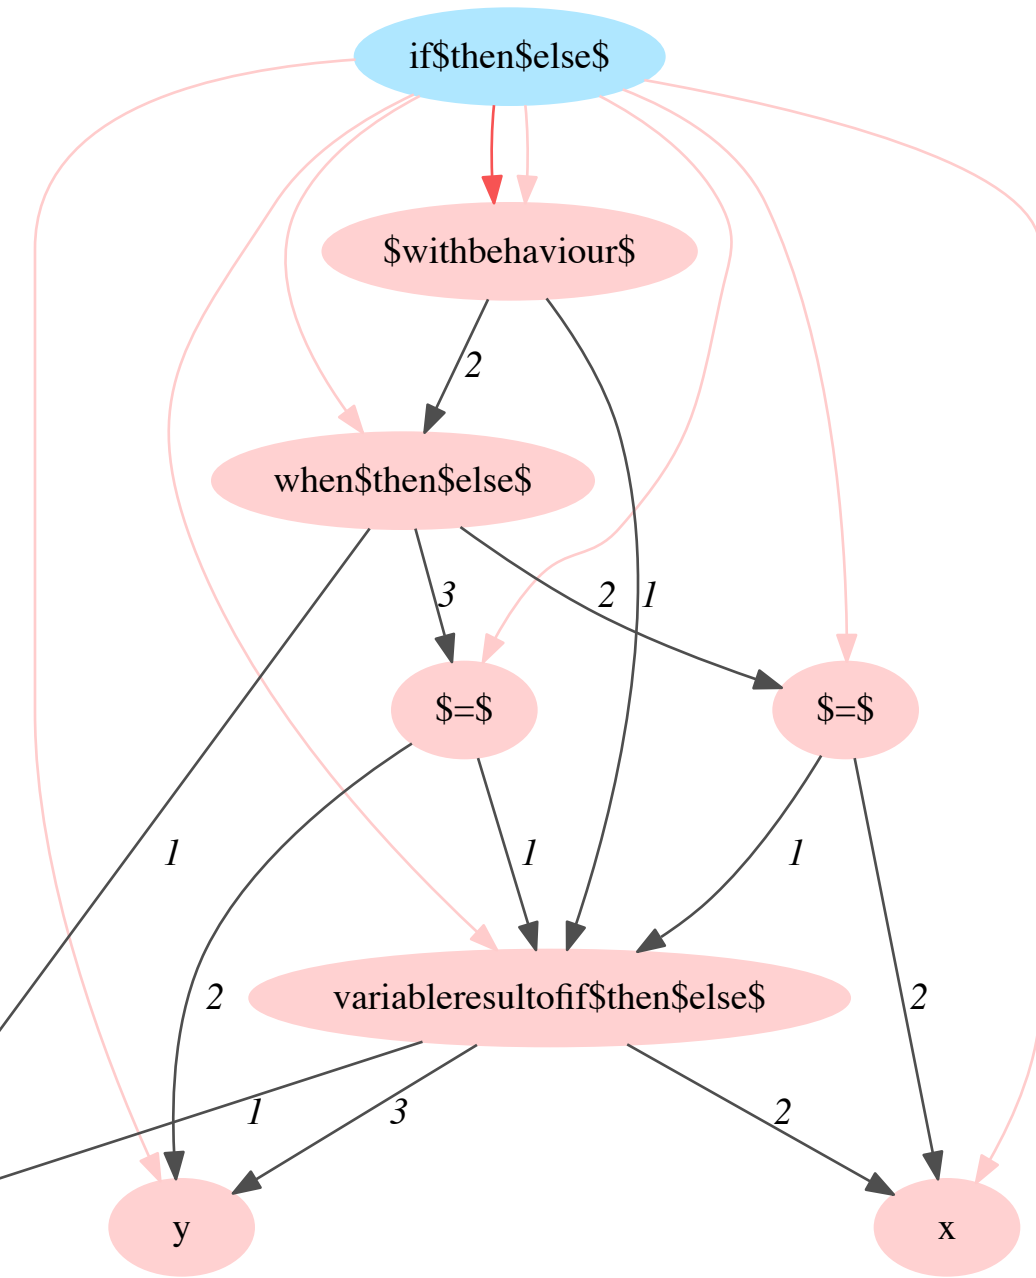 if$then$else$
$withbehaviour$
2
when$then$else$
3
2
1
$=$
$=$
1
1
1
variableresultofif$then$else$
2
2
1
3
2
y
x